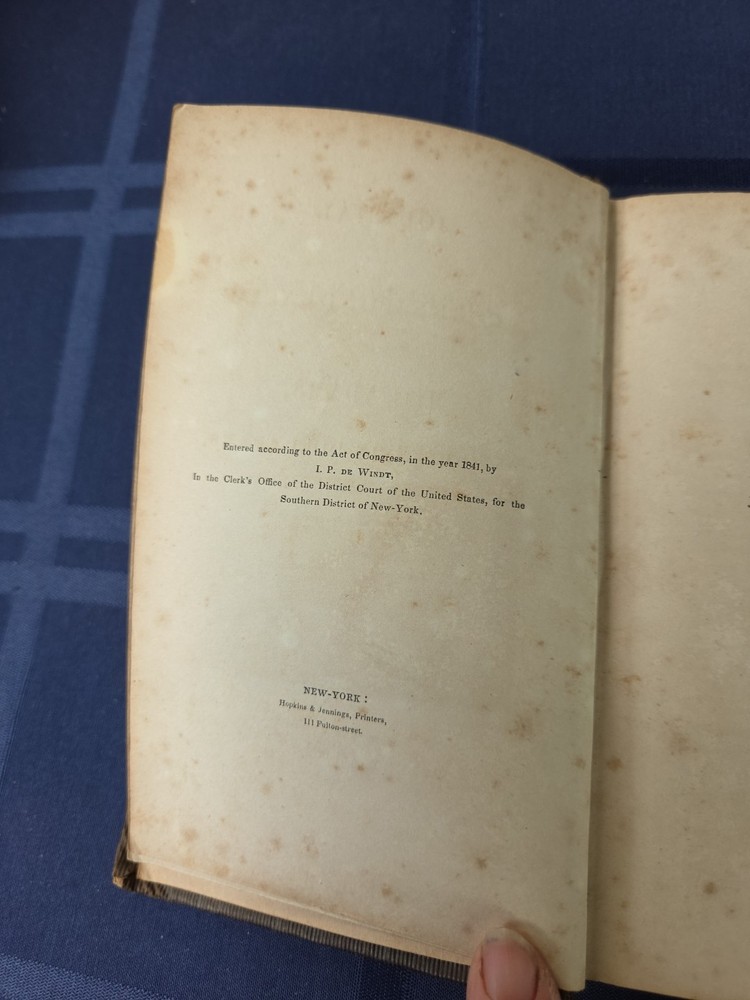 Entered according to the Act of Congress, in the year 1841, by
I. P. DE WINDT,
In the Clerk's Office of the District Court of the United States, for the
Southern District of New-York.
NEW-YORK:
Hopkins & Jennings, Printers,
111 Fulton-street.